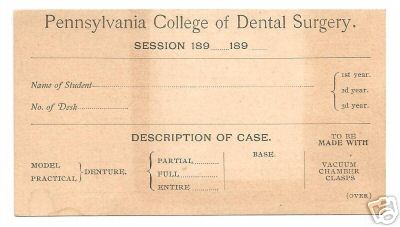 Pennsylvania College of Dental Surgery.
SESSION 189......189......
Name of Student
No. of Desk
1st year.
2d year.
3d year.
DESCRIPTION OF CASE.
MODEL
PRACTICAL
DENTURE.
PARTIAL
FULL
ENTIRE
BASE.
TO BE
MADE WITH
VACUUM
CHAMBER
CLASPS
(OVER)
eBay